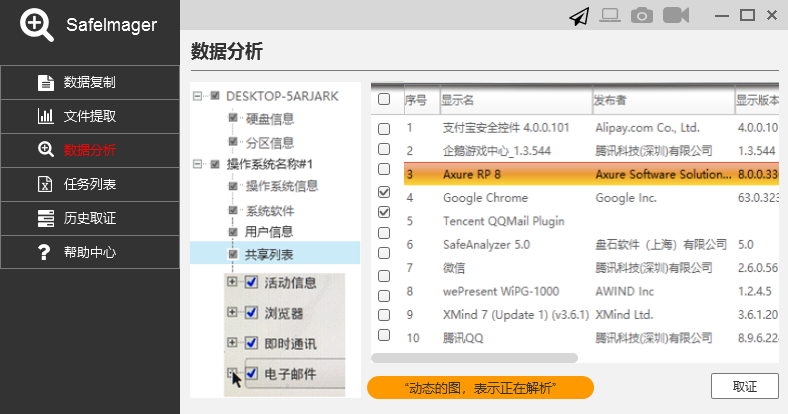 SafeImager
数据复制
文件提取
数据分析
任务列表
历史取证
帮助中心
数据分析
DESKTOP-5ARJARK
硬盘信息
分区信息
操作系统名称#1
操作系统信息
系统软件
用户信息
共享列表
活动信息
浏览器
即时通讯
电子邮件
序号 显示名 发布者 显示版本
1 支付宝安全控件 4.0.0.101 Alipay.com Co., Ltd. 4.0.0.10
2 企鹅游戏中心_1.3.544 腾讯科技(深圳)有限公司 1.3.544
3 Axure RP 8 Axure Software Solution... 8.0.0.330
4 Google Chrome Google Inc. 63.0.323
5 Tencent QQMail Plugin
6 SafeAnalyzer 5.0 盘石软件（上海）有限公司 5.0
7 微信 腾讯科技(深圳)有限公司 2.6.0.56
8 wePresent WiPG-1000 AWIND Inc 1.2.4.5
9 XMind 7 (Update 1) (v3.6.1) XMind Ltd. 3.6.1.20
10 腾讯QQ 腾讯科技(深圳)有限公司 8.9.6.224
“动态的图，表示正在解析”
取证